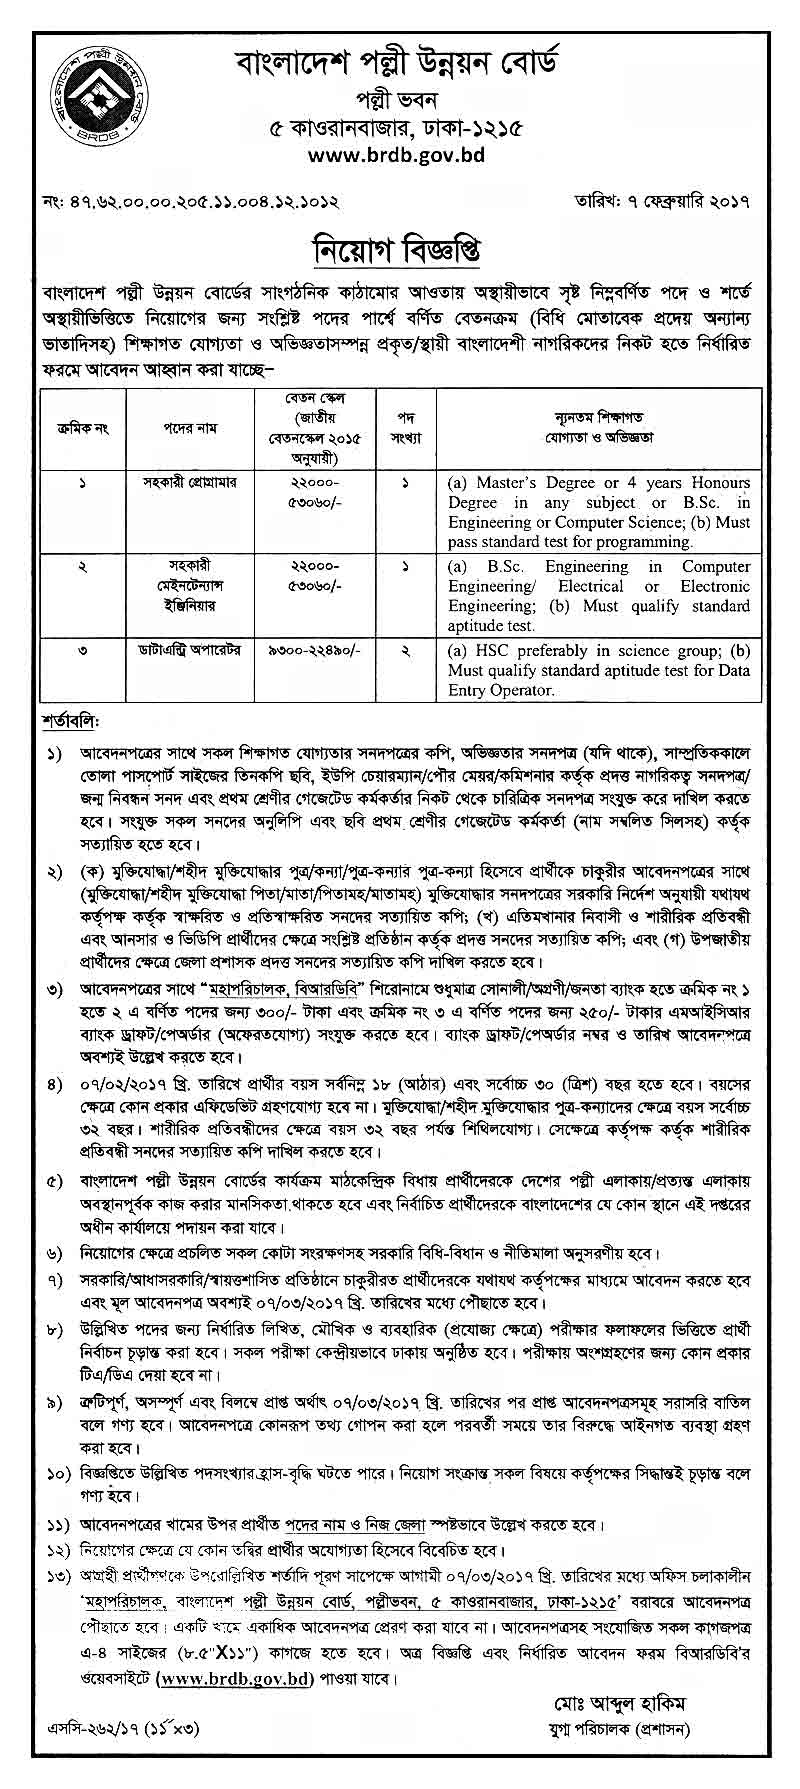 বাংলাদেশ পল্লী উন্নয়ন বোর্ড
পল্লী ভবন
৫ কাওরানবাজার, ঢাকা-১২১৫
www.brdb.gov.bd
বাংলাদেশ পল্লী উন্নয়ন বোর্ড
BRDB
নং: ৪৭.৬২.০০.০০.২০৫.১১.০০৪.১২.১০১২
তারিখ: ৭ ফেব্রুয়ারি ২০১৭
নিয়োগ বিজ্ঞপ্তি
বাংলাদেশ পল্লী উন্নয়ন বোর্ডের সাংগঠনিক কাঠামোর আওতায় অস্থায়ীভাবে সৃষ্ট নিম্নবর্ণিত পদে ও শর্তে
অস্থায়ীভিত্তিতে নিয়োগের জন্য সংশ্লিষ্ট পদের পার্শ্বে বর্ণিত বেতনক্রম (বিধি মোতাবেক প্রদেয় অন্যান্য
ভাতাদিসহ) শিক্ষাগত যোগ্যতা ও অভিজ্ঞতাসম্পন্ন প্রকৃত/স্থায়ী বাংলাদেশী নাগরিকদের নিকট হতে নির্ধারিত
ফরমে আবেদন আহ্বান করা যাচ্ছে-
ক্রমিক নং
পদের নাম
বেতন স্কেল
(জাতীয়
বেতনস্কেল ২০১৫
অনুযায়ী)
পদ
সংখ্যা
ন্যূনতম শিক্ষাগত
যোগ্যতা ও অভিজ্ঞতা
১
সহকারী প্রোগ্রামার
২২০০০-
৫৩০৬০/-
১
(a) Master's Degree or 4 years Honours
Degree in any subject or B.Sc. in
Engineering or Computer Science; (b) Must
pass standard test for programming.
২
সহকারী
মেইনটেন্যান্স
ইঞ্জিনিয়ার
২২০০০-
৫৩০৬০/-
১
(a) B.Sc. Engineering in Computer
Engineering/ Electrical or Electronic
Engineering; (b) Must qualify standard
aptitude test.
৩
ডাটাএন্ট্রি অপারেটর
৯৩০০-২২৪৯০/-
২
(a) HSC preferably in science group; (b)
Must qualify standard aptitude test for Data
Entry Operator.
শর্তাবলি:
১) আবেদনপত্রের সাথে সকল শিক্ষাগত যোগ্যতার সনদপত্রের কপি, অভিজ্ঞতার সনদপত্র (যদি থাকে), সাম্প্রতিককালে
তোলা পাসপোর্ট সাইজের তিনকপি ছবি, ইউপি চেয়ারম্যান/পৌর মেয়র/কমিশনার কর্তৃক প্রদত্ত নাগরিকত্ব সনদপত্র/
জন্ম নিবন্ধন সনদ এবং প্রথম শ্রেণীর গেজেটেড কর্মকর্তার নিকট থেকে চারিত্রিক সনদপত্র সংযুক্ত করে দাখিল করতে
হবে। সংযুক্ত সকল সনদের অনুলিপি এবং ছবি প্রথম শ্রেণীর গেজেটেড কর্মকর্তা (নাম সম্বলিত সিলসহ) কর্তৃক
সত্যায়িত হতে হবে।
২) (ক) মুক্তিযোদ্ধা/শহীদ মুক্তিযোদ্ধার পুত্র/কন্যা/পুত্র-কন্যার পুত্র-কন্যা হিসেবে প্রার্থীকে চাকুরীর আবেদনপত্রের সাথে
(মুক্তিযোদ্ধা/শহীদ মুক্তিযোদ্ধা পিতা/মাতা/পিতামহ/মাতামহ) মুক্তিযোদ্ধার সনদপত্রের সরকারি নির্দেশ অনুযায়ী যথাযথ
কর্তৃপক্ষ কর্তৃক স্বাক্ষরিত ও প্রতিস্বাক্ষরিত সনদের সত্যায়িত কপি; (খ) এতিমখানার নিবাসী ও শারীরিক প্রতিবন্ধী
এবং আনসার ও ভিডিপি প্রার্থীদের ক্ষেত্রে সংশ্লিষ্ট প্রতিষ্ঠান কর্তৃক প্রদত্ত সনদের সত্যায়িত কপি; এবং (গ) উপজাতীয়
প্রার্থীদের ক্ষেত্রে জেলা প্রশাসক প্রদত্ত সনদের সত্যায়িত কপি দাখিল করতে হবে।
৩) আবেদনপত্রের সাথে "মহাপরিচালক, বিআরডিবি" শিরোনামে শুধুমাত্র সোনালী/অগ্রণী/জনতা ব্যাংক হতে ক্রমিক নং ১
হতে ২ এ বর্ণিত পদের জন্য ৩০০/- টাকা এবং ক্রমিক নং ৩ এ বর্ণিত পদের জন্য ২৫০/- টাকার এমআইসিআর
ব্যাংক ড্রাফট/পেঅর্ডার (অফেরতযোগ্য) সংযুক্ত করতে হবে। ব্যাংক ড্রাফট/পেঅর্ডার নম্বর ও তারিখ আবেদনপত্রে
অবশ্যই উল্লেখ করতে হবে।
৪) ০৭/০২/২০১৭ খ্রি. তারিখে প্রার্থীর বয়স সর্বনিম্ন ১৮ (আঠার) এবং সর্বোচ্চ ৩০ (ত্রিশ) বছর হতে হবে। বয়সের
ক্ষেত্রে কোন প্রকার এফিডেভিট গ্রহণযোগ্য হবে না। মুক্তিযোদ্ধা/শহীদ মুক্তিযোদ্ধার পুত্র-কন্যাদের ক্ষেত্রে বয়স সর্বোচ্চ
৩২ বছর। শারীরিক প্রতিবন্ধীদের ক্ষেত্রে বয়স ৩২ বছর পর্যন্ত শিথিলযোগ্য। সেক্ষেত্রে কর্তৃপক্ষ কর্তৃক শারীরিক
প্রতিবন্ধী সনদের সত্যায়িত কপি দাখিল করতে হবে।
৫) বাংলাদেশ পল্লী উন্নয়ন বোর্ডের কার্যক্রম মাঠকেন্দ্রিক বিধায় প্রার্থীদেরকে দেশের পল্লী এলাকায়/প্রত্যন্ত এলাকায়
অবস্থানপূর্বক কাজ করার মানসিকতা থাকতে হবে এবং নির্বাচিত প্রার্থীদেরকে বাংলাদেশের যে কোন স্থানে এই দপ্তরের
অধীন কার্যালয়ে পদায়ন করা যাবে।
৬) নিয়োগের ক্ষেত্রে প্রচলিত সকল কোটা সংরক্ষণসহ সরকারি বিধি-বিধান ও নীতিমালা অনুসরণীয় হবে।
৭) সরকারি/আধাসরকারি/স্বায়ত্তশাসিত প্রতিষ্ঠানে চাকুরীরত প্রার্থীদেরকে যথাযথ কর্তৃপক্ষের মাধ্যমে আবেদন করতে হবে
এবং মূল আবেদনপত্র অবশ্যই ০৭/০৩/২০১৭ খ্রি. তারিখের মধ্যে পৌছাতে হবে।
৮) উল্লিখিত পদের জন্য নির্ধারিত লিখিত, মৌখিক ও ব্যবহারিক (প্রযোজ্য ক্ষেত্রে) পরীক্ষার ফলাফলের ভিত্তিতে প্রার্থী
নির্বাচন চূড়ান্ত করা হবে। সকল পরীক্ষা কেন্দ্রীয়ভাবে ঢাকায় অনুষ্ঠিত হবে। পরীক্ষায় অংশগ্রহণের জন্য কোন প্রকার
টিএ/ডিএ দেয়া হবে না।
৯) ত্রুটিপূর্ণ, অসম্পূর্ণ এবং বিলম্বে প্রাপ্ত অর্থাৎ ০৭/০৩/২০১৭ খ্রি. তারিখের পর প্রাপ্ত আবেদনপত্রসমূহ সরাসরি বাতিল
বলে গণ্য হবে। আবেদনপত্রে কোনরূপ তথ্য গোপন করা হলে পরবর্তী সময়ে তার বিরুদ্ধে আইনগত ব্যবস্থা গ্রহণ
করা হবে।
১০) বিজ্ঞপ্তিতে উল্লিখিত পদসংখ্যার হ্রাস-বৃদ্ধি ঘটতে পারে। নিয়োগ সংক্রান্ত সকল বিষয়ে কর্তৃপক্ষের সিদ্ধান্তই চূড়ান্ত বলে
গণ্য হবে।
১১) আবেদনপত্রের খামের উপর প্রার্থীত পদের নাম ও নিজ জেলা স্পষ্টভাবে উল্লেখ করতে হবে।
১২) নিয়োগের ক্ষেত্রে যে কোন তদ্বির প্রার্থীর অযোগ্যতা হিসেবে বিবেচিত হবে।
১৩) আগ্রহী প্রার্থীগণকে উপরোল্লিখিত শর্তাদি পূরণ সাপেক্ষে আগামী ০৭/০৩/২০১৭ খ্রি. তারিখের মধ্যে অফিস চলাকালীন
'মহাপরিচালক, বাংলাদেশ পল্লী উন্নয়ন বোর্ড, পল্লীভবন, ৫ কাওরানবাজার, ঢাকা-১২১৫' বরাবরে আবেদনপত্র
পৌছাতে হবে। একটি খামে একাধিক আবেদনপত্র প্রেরণ করা যাবে না। আবেদনপত্রসহ সংযোজিত সকল কাগজপত্র
এ-৪ সাইজের (৮.৫"X১১") কাগজে হতে হবে। অত্র বিজ্ঞপ্তি এবং নির্ধারিত আবেদন ফরম বিআরডিবি'র
ওয়েবসাইটে (www.brdb.gov.bd) পাওয়া যাবে।
মোঃ আব্দুল হাকিম
যুগ্ম পরিচালক (প্রশাসন)
এসসি-২৬২/১৭ (১১"×৩)